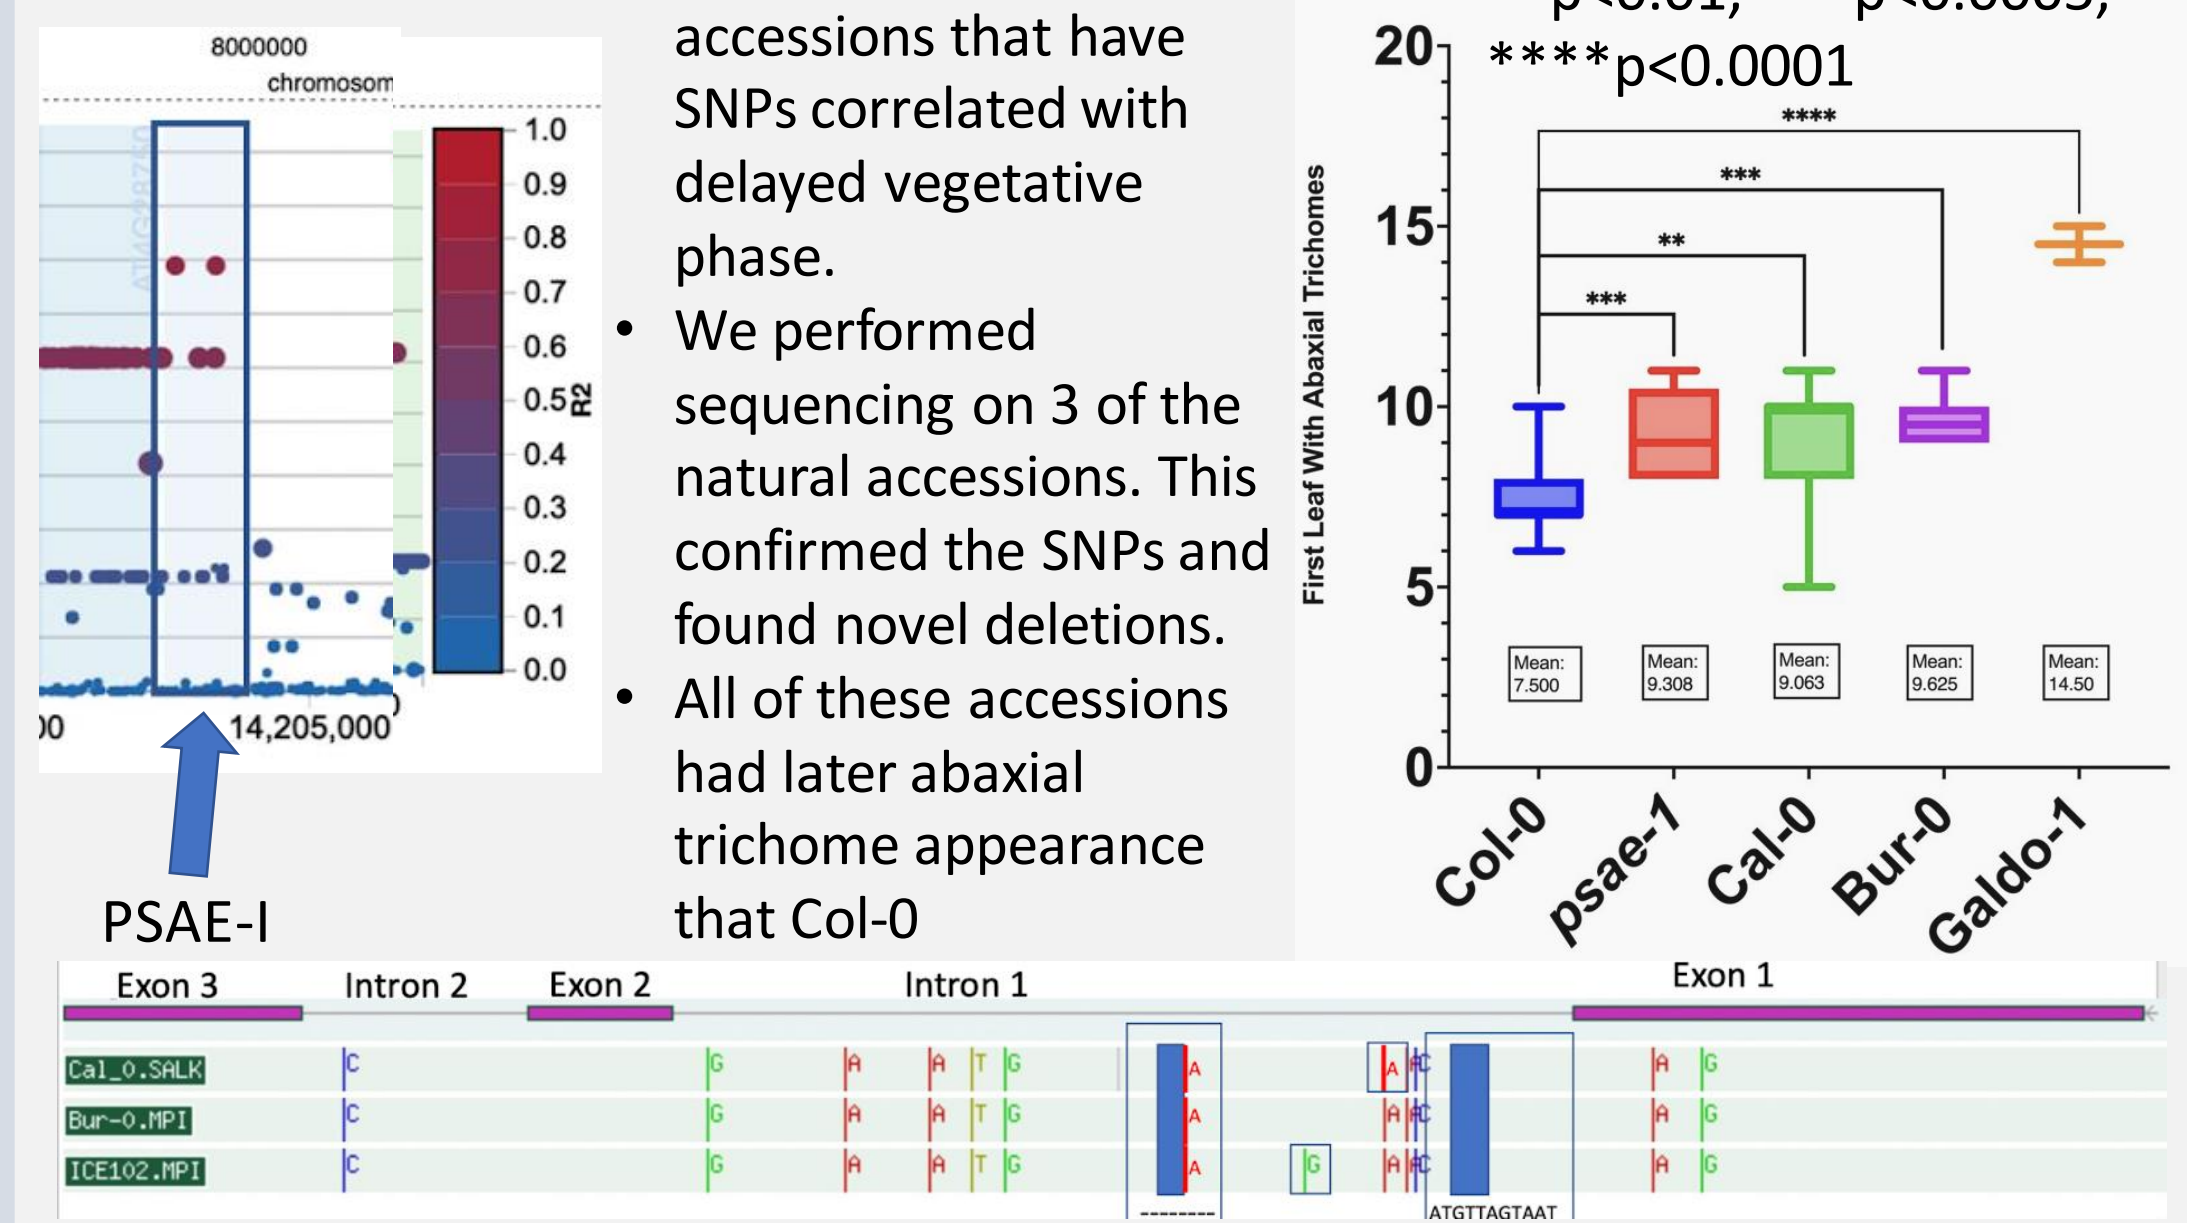 8000000
chromosom
AT4G28750
1.0
0.9
0.8
0.7
0.6
0.5
0.4
0.3
0.2
0.1
0.0
R2
14,205,000
PSAE-I
accessions that have
SNPs correlated with
delayed vegetative
phase.
• We performed
sequencing on 3 of the
natural accessions. This
confirmed the SNPs and
found novel deletions.
• All of these accessions
had later abaxial
trichome appearance
that Col-0
p<0.01, p<0.0005,
****p<0.0001
First Leaf With Abaxial Trichomes
20
15
10
5
0
****
***
**
***
Mean:
7.500
Mean:
9.308
Mean:
9.063
Mean:
9.625
Mean:
14.50
Col-0
psae-1
Cal-0
Bur-0
Galdo-1
Exon 3 Intron 2 Exon 2 Intron 1 Exon 1
Cal_0.SALK C G A A T G A A C A G
Bur-0.MPI C G A A T G A A A C A G
ICE102.MPI C G A A T G A G A A C A G
--------
ATGTTAGTAAT